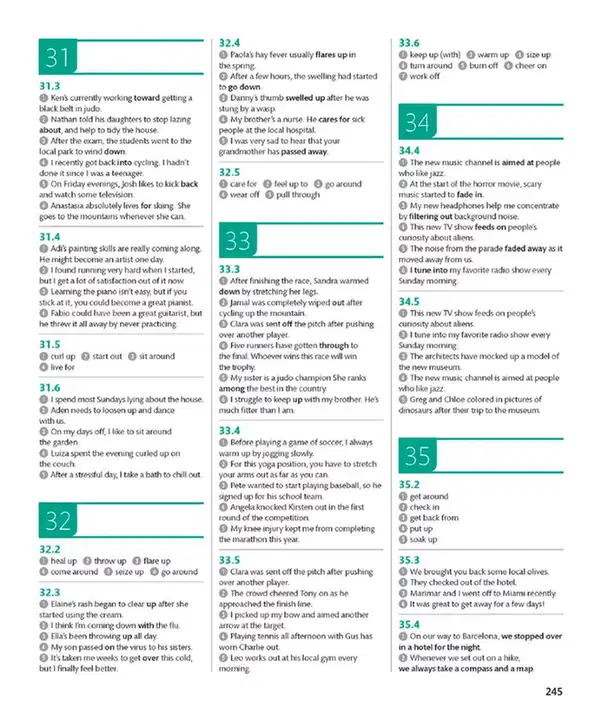 31
31.3
1 Ken's currently working toward getting a
black belt in judo.
2 Nathan told his daughters to stop lazing
about, and help to tidy the house.
3 After the exam, the students went to the
local park to wind down.
4 I recently got back into cycling. I hadn't
done it since I was a teenager.
5 On Friday evenings, Josh likes to kick back
and watch some television.
6 Anastasia absolutely lives for skiing. She
goes to the mountains whenever she can.
31.4
1 Adi's painting skills are really coming along.
He might become an artist one day.
2 I found running very hard when I started,
but I get a lot of satisfaction out of it now.
3 Learning the piano isn't easy, but if you
stick at it, you could become a great pianist.
4 Fabio could have been a great guitarist, but
he threw it all away by never practicing.
31.5
1 curl up 2 start out 3 sit around
4 live for
31.6
1 I spend most Sundays lying about the house.
2 Aden needs to loosen up and dance
with us.
3 On my days off, I like to sit around
the garden.
4 Luiza spent the evening curled up on
the couch.
5 After a stressful day, I take a bath to chill out.
32
32.2
1 heal up 2 throw up 3 flare up
4 come around 5 seize up 6 go around
32.3
1 Elaine's rash began to clear up after she
started using the cream.
2 I think I'm coming down with the flu.
3 Ella's been throwing up all day.
4 My son passed on the virus to his sisters.
5 It's taken me weeks to get over this cold,
but I finally feel better.
32.4
1 Paola's hay fever usually flares up in
the spring.
2 After a few hours, the swelling had started
to go down.
3 Danny's thumb swelled up after he was
stung by a wasp.
4 My brother's a nurse. He cares for sick
people at the local hospital.
5 I was very sad to hear that your
grandmother has passed away.
32.5
1 care for 2 feel up to 3 go around
4 wear off 5 pull through
33
33.3
1 After finishing the race, Sandra warmed
down by stretching her legs.
2 Jamal was completely wiped out after
cycling up the mountain.
3 Clara was sent off the pitch after pushing
over another player.
4 Five runners have gotten through to
the final. Whoever wins this race will win
the trophy.
5 My sister is a judo champion She ranks
among the best in the country.
6 I struggle to keep up with my brother. He's
much fitter than I am.
33.4
1 Before playing a game of soccer, I always
warm up by jogging slowly.
2 For this yoga position, you have to stretch
your arms out as far as you can.
3 Pete wanted to start playing baseball, so he
signed up for his school team.
4 Angela knocked Kirsten out in the first
round of the competition.
5 My knee injury kept me from completing
the marathon this year.
33.5
1 Clara was sent off the pitch after pushing
over another player.
2 The crowd cheered Tony on as he
approached the finish line.
3 I picked up my bow and aimed another
arrow at the target.
4 Playing tennis all afternoon with Gus has
worn Charlie out.
5 Leo works out at his local gym every
morning.
33.6
1 keep up (with) 2 warm up 3 size up
4 turn around 5 burn off 6 cheer on
7 work off
34
34.4
1 The new music channel is aimed at people
who like jazz.
2 At the start of the horror movie, scary
music started to fade in.
3 My new headphones help me concentrate
by filtering out background noise.
4 This new TV show feeds on people's
curiosity about aliens.
5 The noise from the parade faded away as it
moved away from us.
6 I tune into my favorite radio show every
Sunday morning.
34.5
1 This new TV show feeds on people's
curiosity about aliens.
2 I tune into my favorite radio show every
Sunday morning.
3 The architects have mocked up a model of
the new museum.
4 The new music channel is aimed at people
who like jazz.
5 Greg and Chloe colored in pictures of
dinosaurs after their trip to the museum.
35
35.2
1 get around
2 check in
3 get back from
4 put up
5 soak up
35.3
1 We brought you back some local olives.
2 They checked out of the hotel.
3 Marimar and I went off to Miami recently.
4 It was great to get away for a few days!
35.4
1 On our way to Barcelona, we stopped over
in a hotel for the night.
2 Whenever we set out on a hike,
we always take a compass and a map.
245